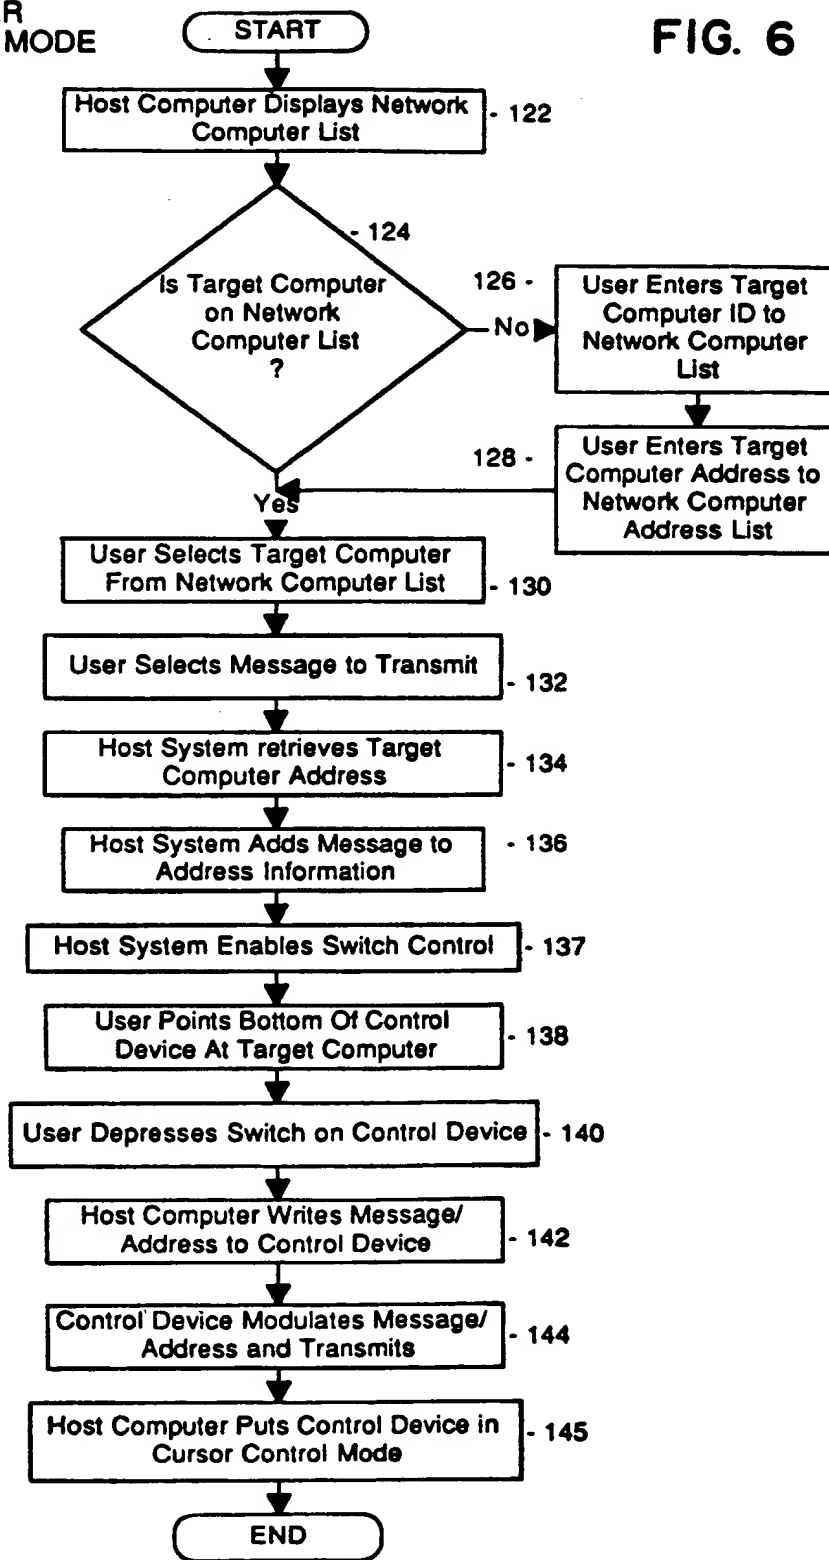 R
MODE
FIG. 6
START
Host Computer Displays Network
Computer List
- 122
- 124
Is Target Computer
on Network
Computer List
?
No
126 -
User Enters Target
Computer ID to
Network Computer
List
128 -
User Enters Target
Computer Address to
Network Computer
Address List
Yes
User Selects Target Computer
From Network Computer List
- 130
User Selects Message to Transmit
- 132
Host System retrieves Target
Computer Address
- 134
Host System Adds Message to
Address Information
- 136
Host System Enables Switch Control
- 137
User Points Bottom Of Control
Device At Target Computer
- 138
User Depresses Switch on Control Device
- 140
Host Computer Writes Message/
Address to Control Device
- 142
Control Device Modulates Message/
Address and Transmits
- 144
Host Computer Puts Control Device in
Cursor Control Mode
- 145
END